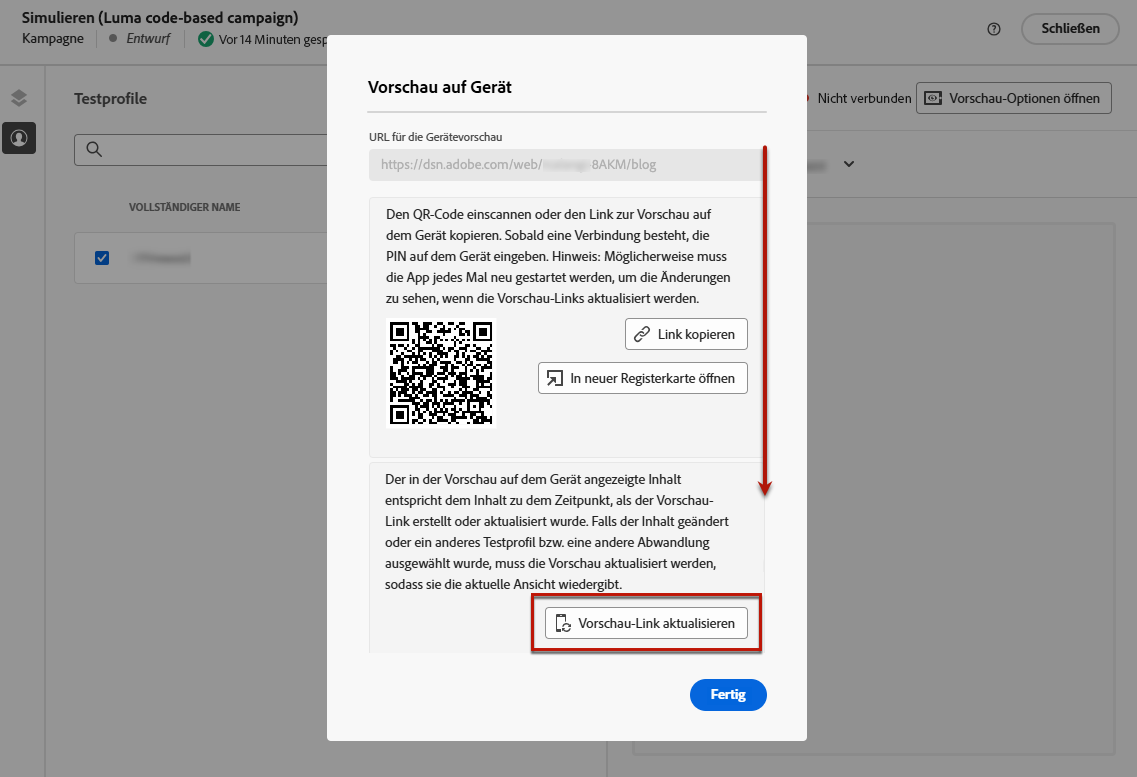 Simulieren (Luma code-based campaign)
Kampagne
Entwurf
Vor 14 Minuten gesp
Schließen
Testprofile
Nicht verbunden
Vorschau-Optionen öffnen
VOLLSTÄNDIGER NAME
Vorschau auf Gerät
URL für die Gerätevorschau
https://dsn.adobe.com/web/ 8AKM/blog
Den QR-Code einscannen oder den Link zur Vorschau auf
dem Gerät kopieren. Sobald eine Verbindung besteht, die
PIN auf dem Gerät eingeben. Hinweis: Möglicherweise muss
die App jedes Mal neu gestartet werden, um die Änderungen
zu sehen, wenn die Vorschau-Links aktualisiert werden.
Link kopieren
In neuer Registerkarte öffnen
Der in der Vorschau auf dem Gerät angezeigte Inhalt
entspricht dem Inhalt zu dem Zeitpunkt, als der Vorschau-
Link erstellt oder aktualisiert wurde. Falls der Inhalt geändert
oder ein anderes Testprofil bzw. eine andere Abwandlung
ausgewählt wurde, muss die Vorschau aktualisiert werden,
sodass sie die aktuelle Ansicht wiedergibt.
Vorschau-Link aktualisieren
Fertig